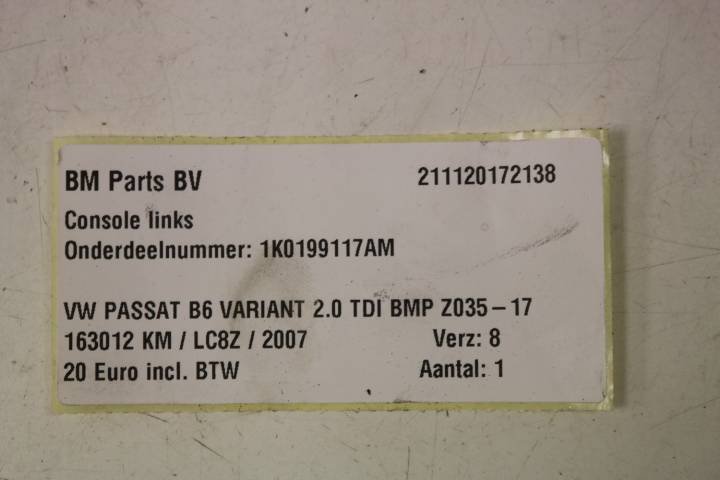 BM Parts BV 211120172138
Console links
Onderdeelnummer: 1K0199117AM
VW PASSAT B6 VARIANT 2.0 TDI BMP Z035-17
163012 KM / LC8Z / 2007 Verz: 8
20 Euro incl. BTW Aantal: 1